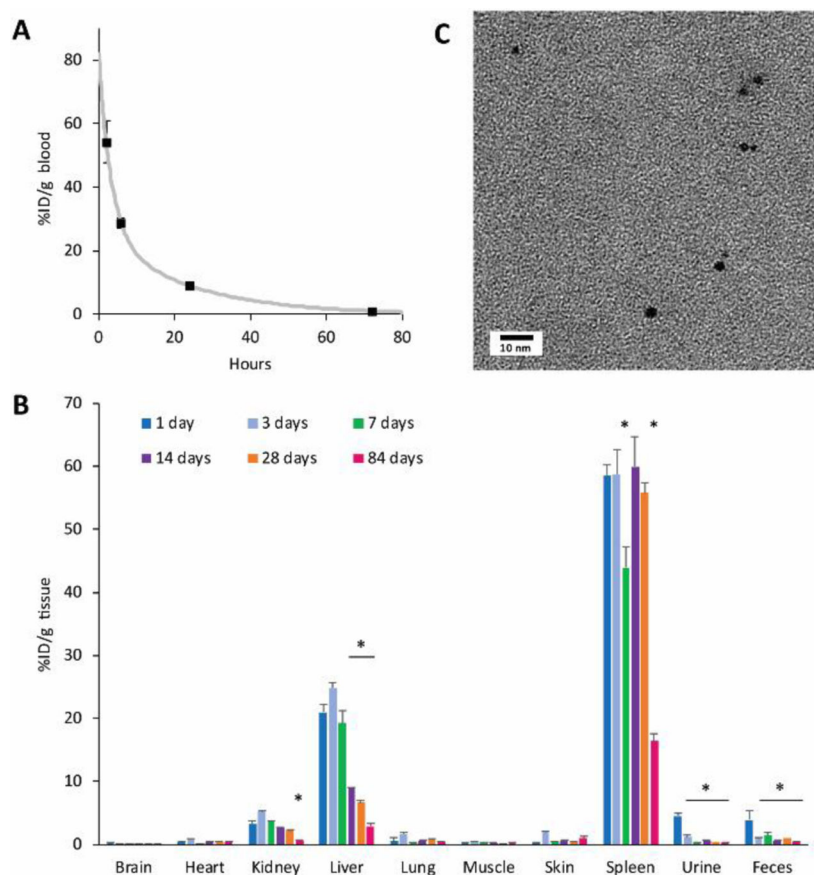 A
80
60
40
20
0
%ID/g blood
0 20 40 60 80
Hours
C
10 nm
B
70
60
50
40
30
20
10
0
%ID/g tissue
1 day 3 days 7 days
14 days 28 days 84 days
* *
*
*
* *
Brain Heart Kidney Liver Lung Muscle Skin Spleen Urine Feces